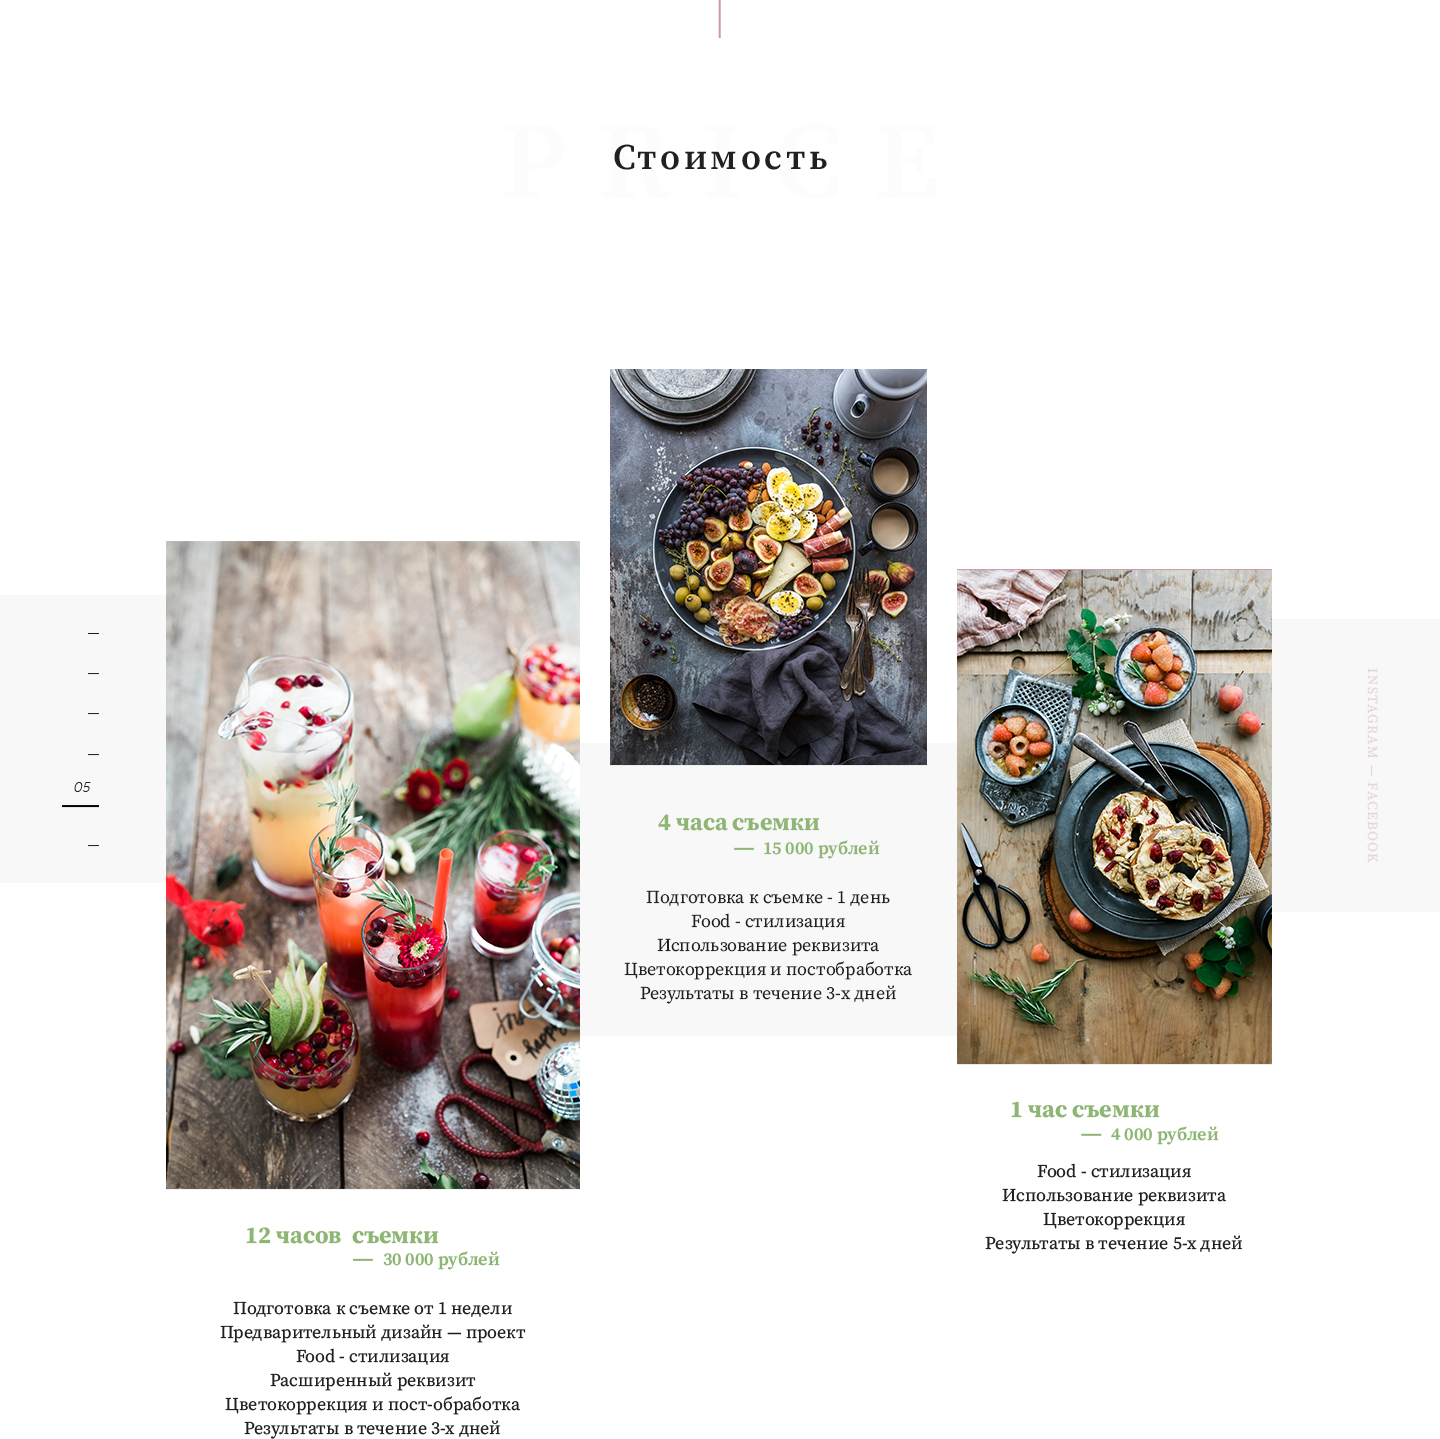 PRICE
Стоимость
05
INSTAGRAM — FACEBOOK
4 часа съемки
— 15 000 рублей
Подготовка к съемке - 1 день
Food - стилизация
Использование реквизита
Цветокоррекция и постобработка
Результаты в течение 3-х дней
1 час съемки
— 4 000 рублей
Food - стилизация
Использование реквизита
Цветокоррекция
Результаты в течение 5-х дней
joy
happy
12 часов съемки
— 30 000 рублей
Подготовка к съемке от 1 недели
Предварительный дизайн — проект
Food - стилизация
Расширенный реквизит
Цветокоррекция и пост-обработка
Результаты в течение 3-х дней